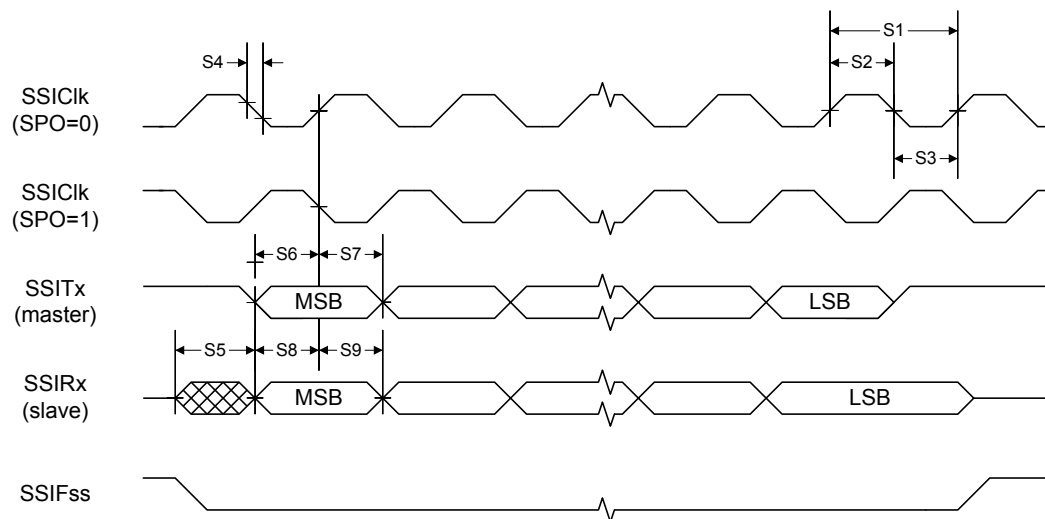 S1
S4
S2
SSIClk
(SPO=0)
S3
SSIClk
(SPO=1)
S6 S7
SSITx
(master)
MSB LSB
S5 S8 S9
SSIRx
(slave)
MSB LSB
SSIFss